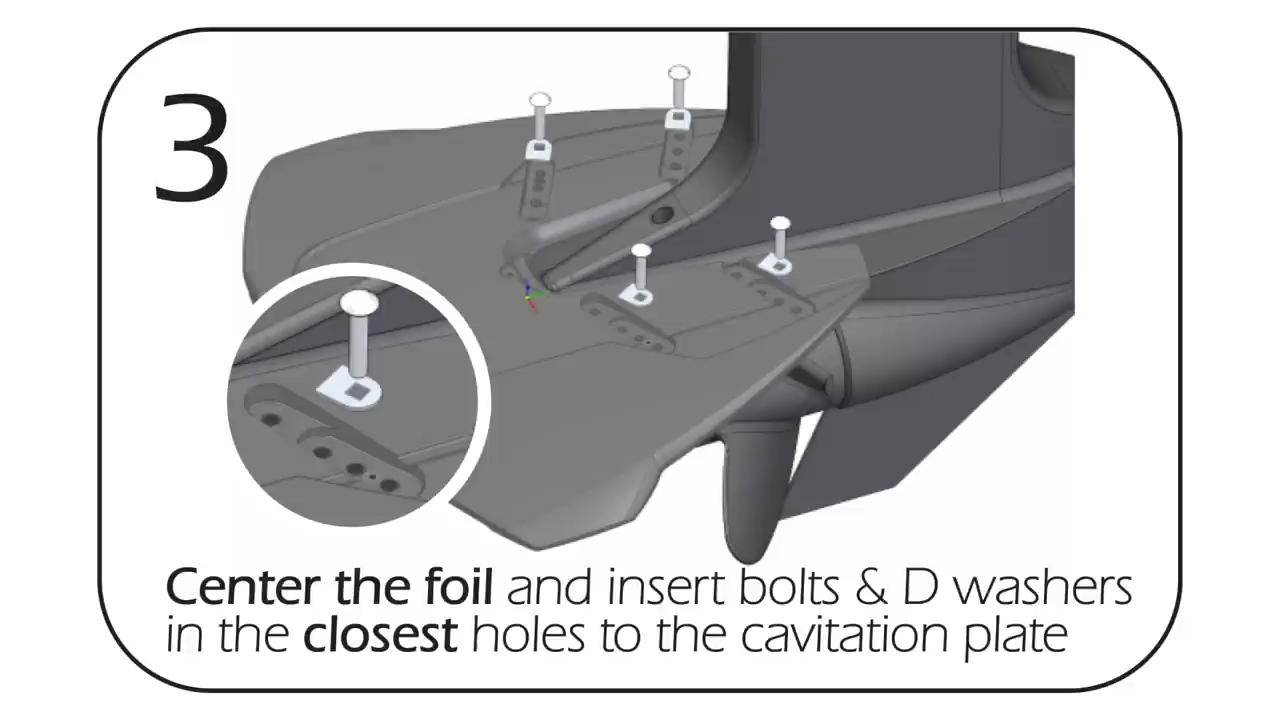 3
Center the foil and insert bolts & D washers
in the closest holes to the cavitation plate